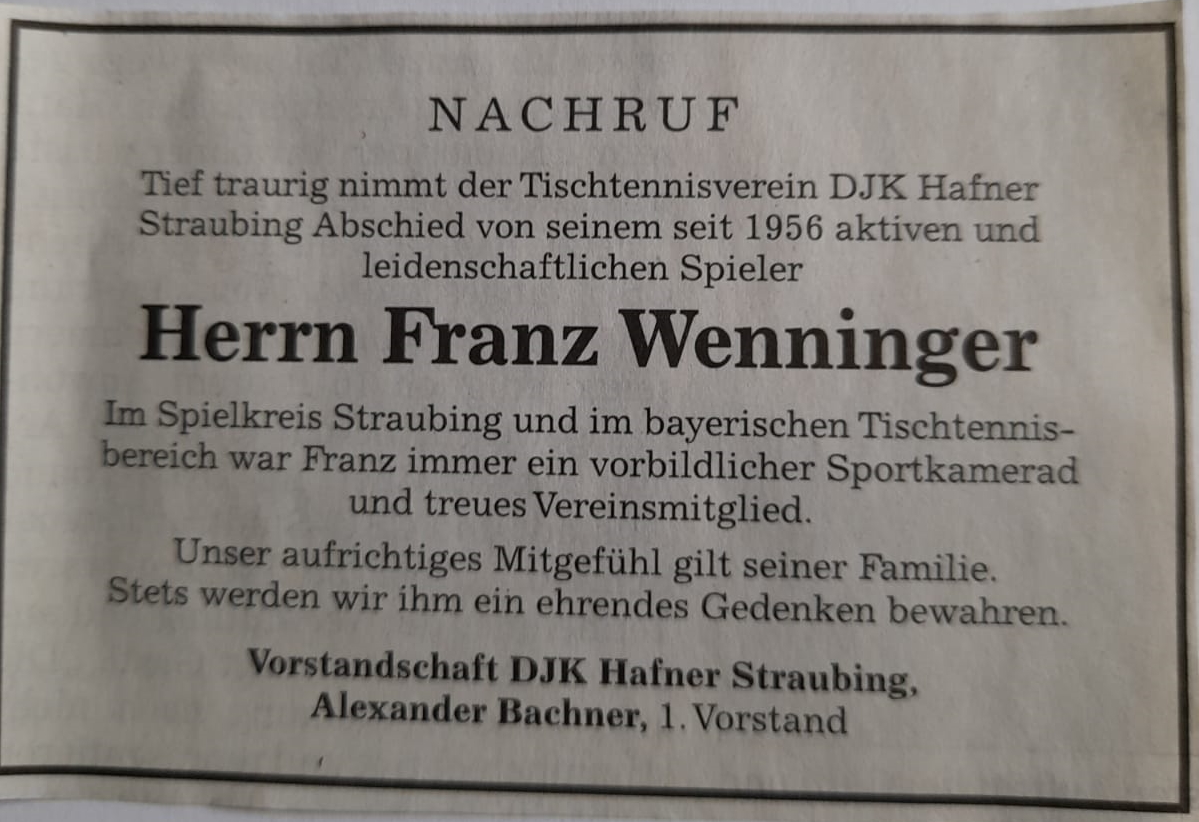 NACHRUF
Tief traurig nimmt der Tischtennisverein DJK Hafner
Straubing Abschied von seinem seit 1956 aktiven und
leidenschaftlichen Spieler
Herrn Franz Wenninger
Im Spielkreis Straubing und im bayerischen Tischtennis-
bereich war Franz immer ein vorbildlicher Sportkamerad
und treues Vereinsmitglied.
Unser aufrichtiges Mitgefühl gilt seiner Familie.
Stets werden wir ihm ein ehrendes Gedenken bewahren.
Vorstandschaft DJK Hafner Straubing,
Alexander Bachner, 1. Vorstand